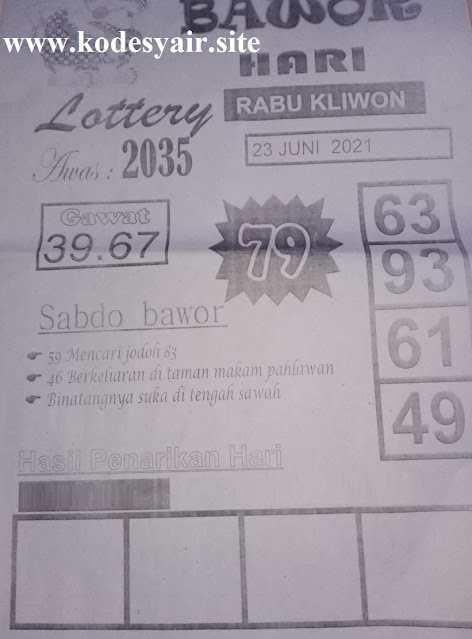 BAWOR
www.kodesyair.site
HARI
Lottery
RABU KLIWON
Awas : 2035
23 JUNI 2021
Gawat
39.67
79
63
93
61
49
Sabdo bawor
59 Mencari jodoh 83
46 Berkeliaran di taman makam pahlawan
Binatangnya suka di tengah sawah
Hasil Penarikan Hari